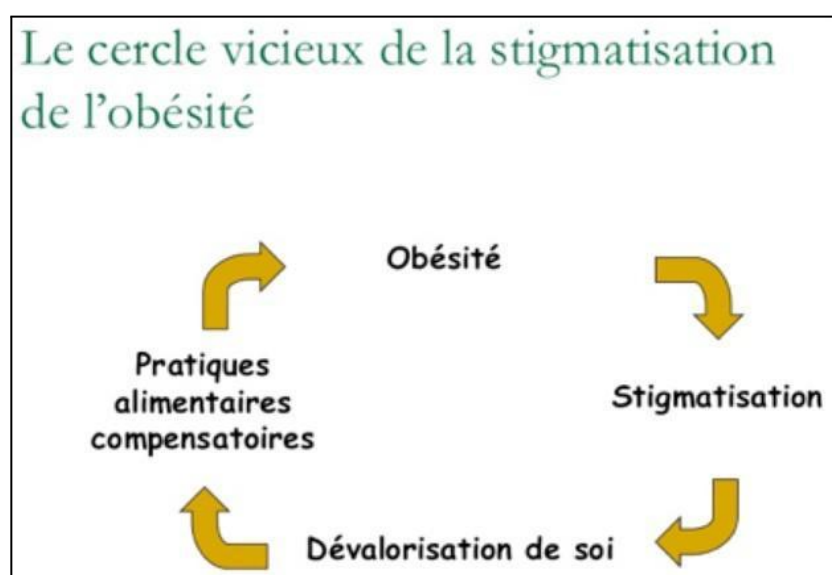 Le cercle vicieux de la stigmatisation
de l’obésité
Obésité
Stigmatisation
Dévalorisation de soi
Pratiques
alimentaires
compensatoires